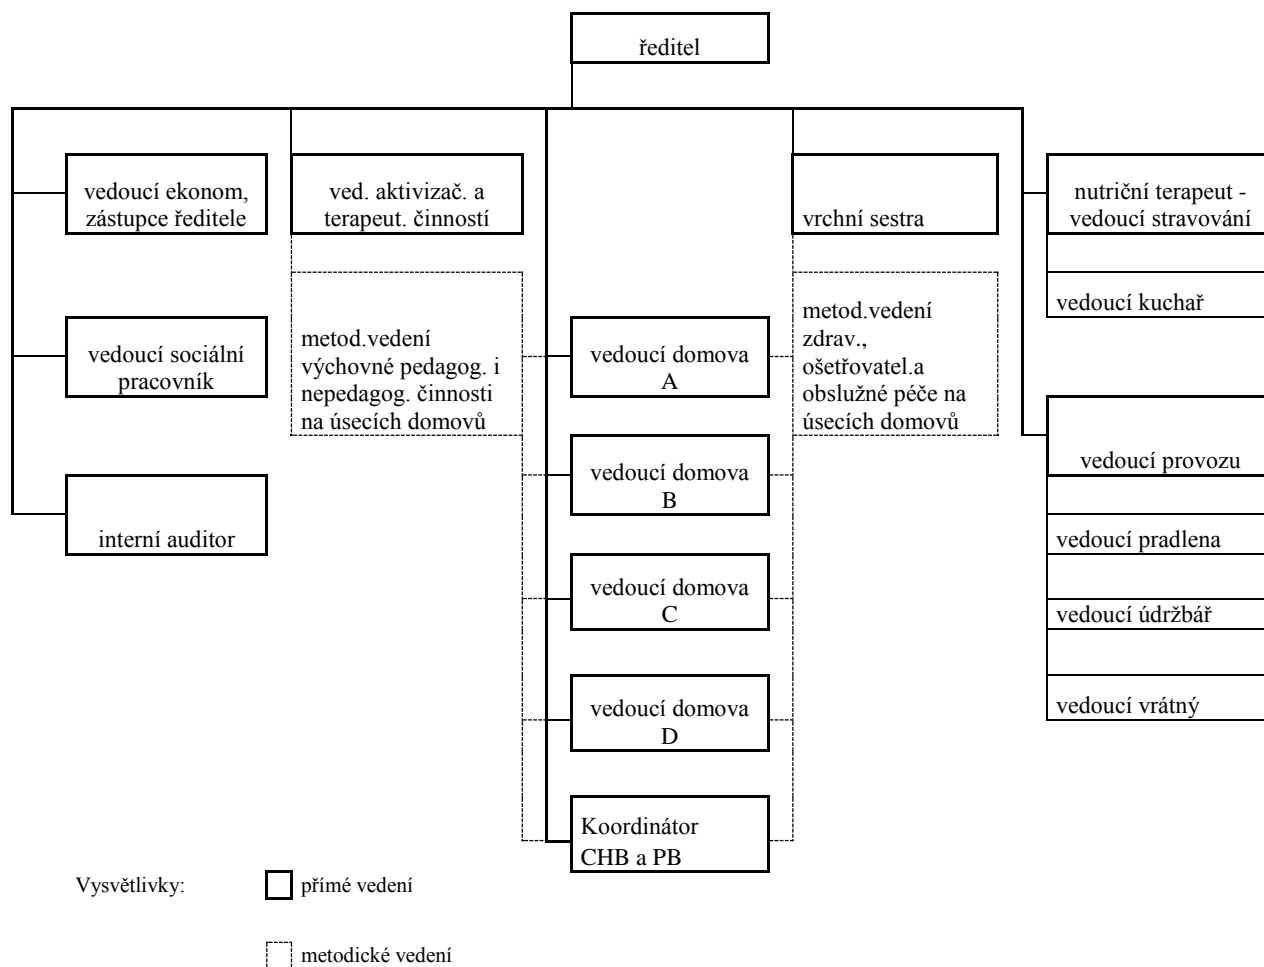 ředitel
vedoucí ekonom,
zástupce ředitele
ved. aktivizač. a
terapeut. činností
vrchní sestra
nutriční terapeut -
vedoucí stravování
vedoucí kuchař
vedoucí sociální
pracovník
metod.vedení
výchovné pedagog. i
nepedagog. činnosti
na úsecích domovů
vedoucí domova
A
metod.vedení
zdrav.,
ošetřovatel.a
obslužné péče na
úsecích domovů
vedoucí provozu
vedoucí domova
B
interní auditor
vedoucí pradlena
vedoucí domova
C
vedoucí údržbář
vedoucí domova
D
vedoucí vrátný
Koordinátor
CHB a PB
Vysvětlivky:
přímé vedení
metodické vedení